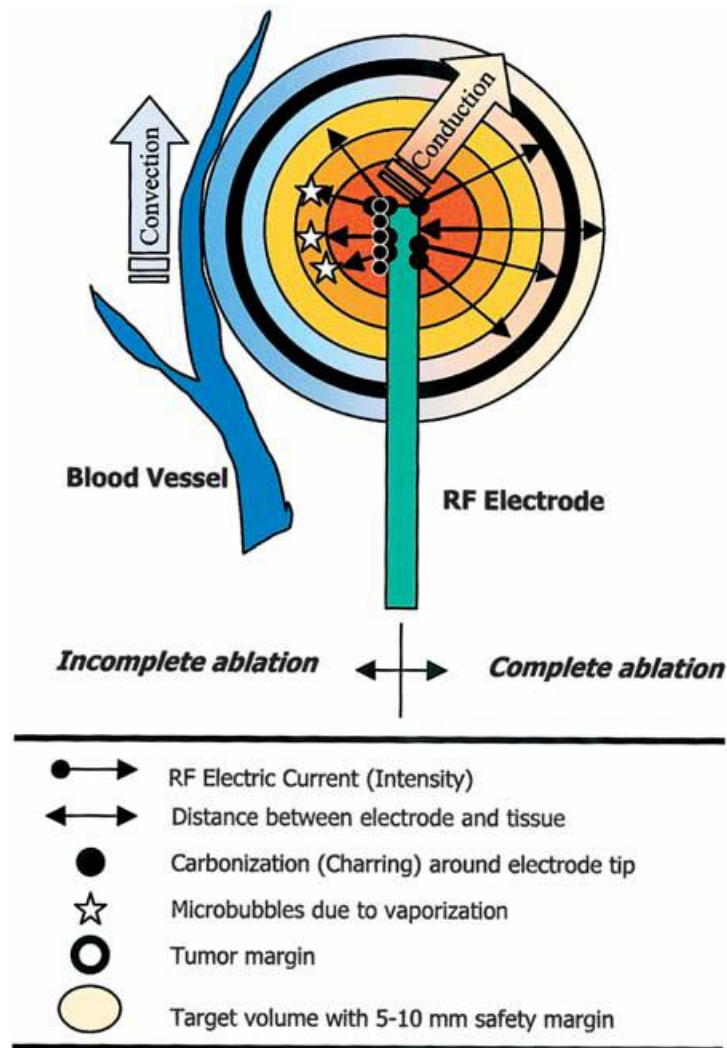 Convection
Conduction
Blood Vessel
RF Electrode
Incomplete ablation
Complete ablation
RF Electric Current (Intensity)
Distance between electrode and tissue
Carbonization (Charring) around electrode tip
Microbubbles due to vaporization
Tumor margin
Target volume with 5-10 mm safety margin